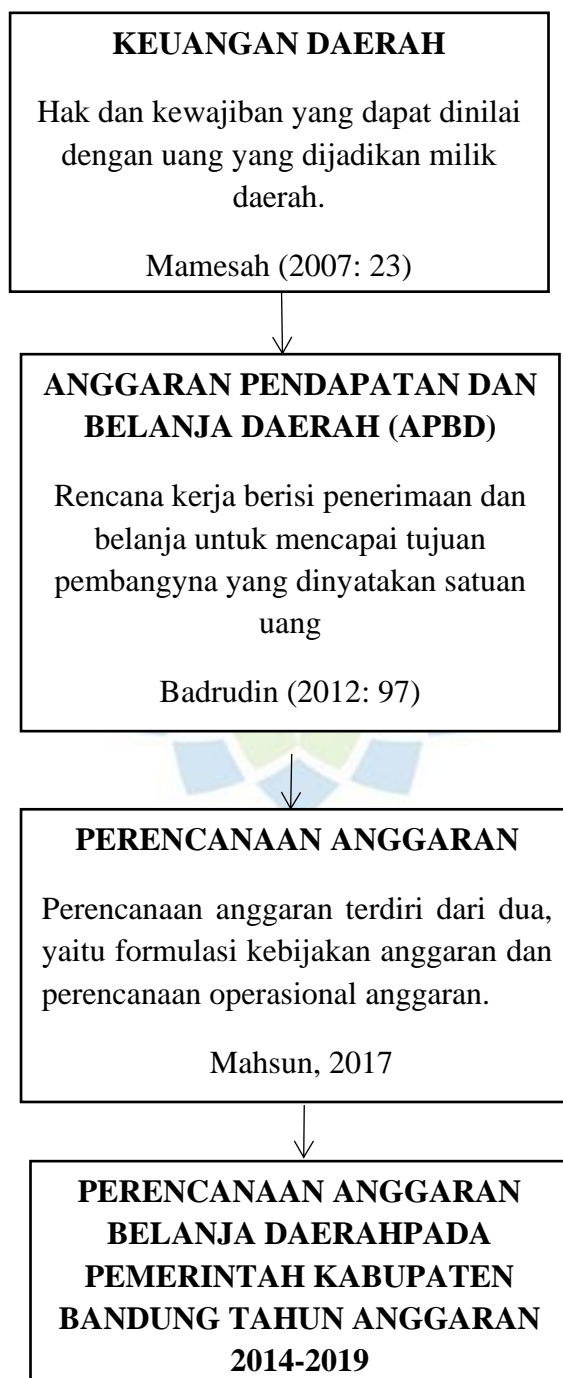 KEUANGAN DAERAH
Hak dan kewajiban yang dapat dinilai
dengan uang yang dijadikan milik
daerah.
Mamesah (2007: 23)
ANGGARAN PENDAPATAN DAN
BELANJA DAERAH (APBD)
Rencana kerja berisi penerimaan dan
belanja untuk mencapai tujuan
pembangyna yang dinyatakan satuan
uang
Badrudin (2012: 97)
PERENCANAAN ANGGARAN
Perencanaan anggaran terdiri dari dua,
yaitu formulasi kebijakan anggaran dan
perencanaan operasional anggaran.
Mahsun, 2017
PERENCANAAN ANGGARAN
BELANJA DAERAHPADA
PEMERINTAH KABUPATEN
BANDUNG TAHUN ANGGARAN
2014-2019